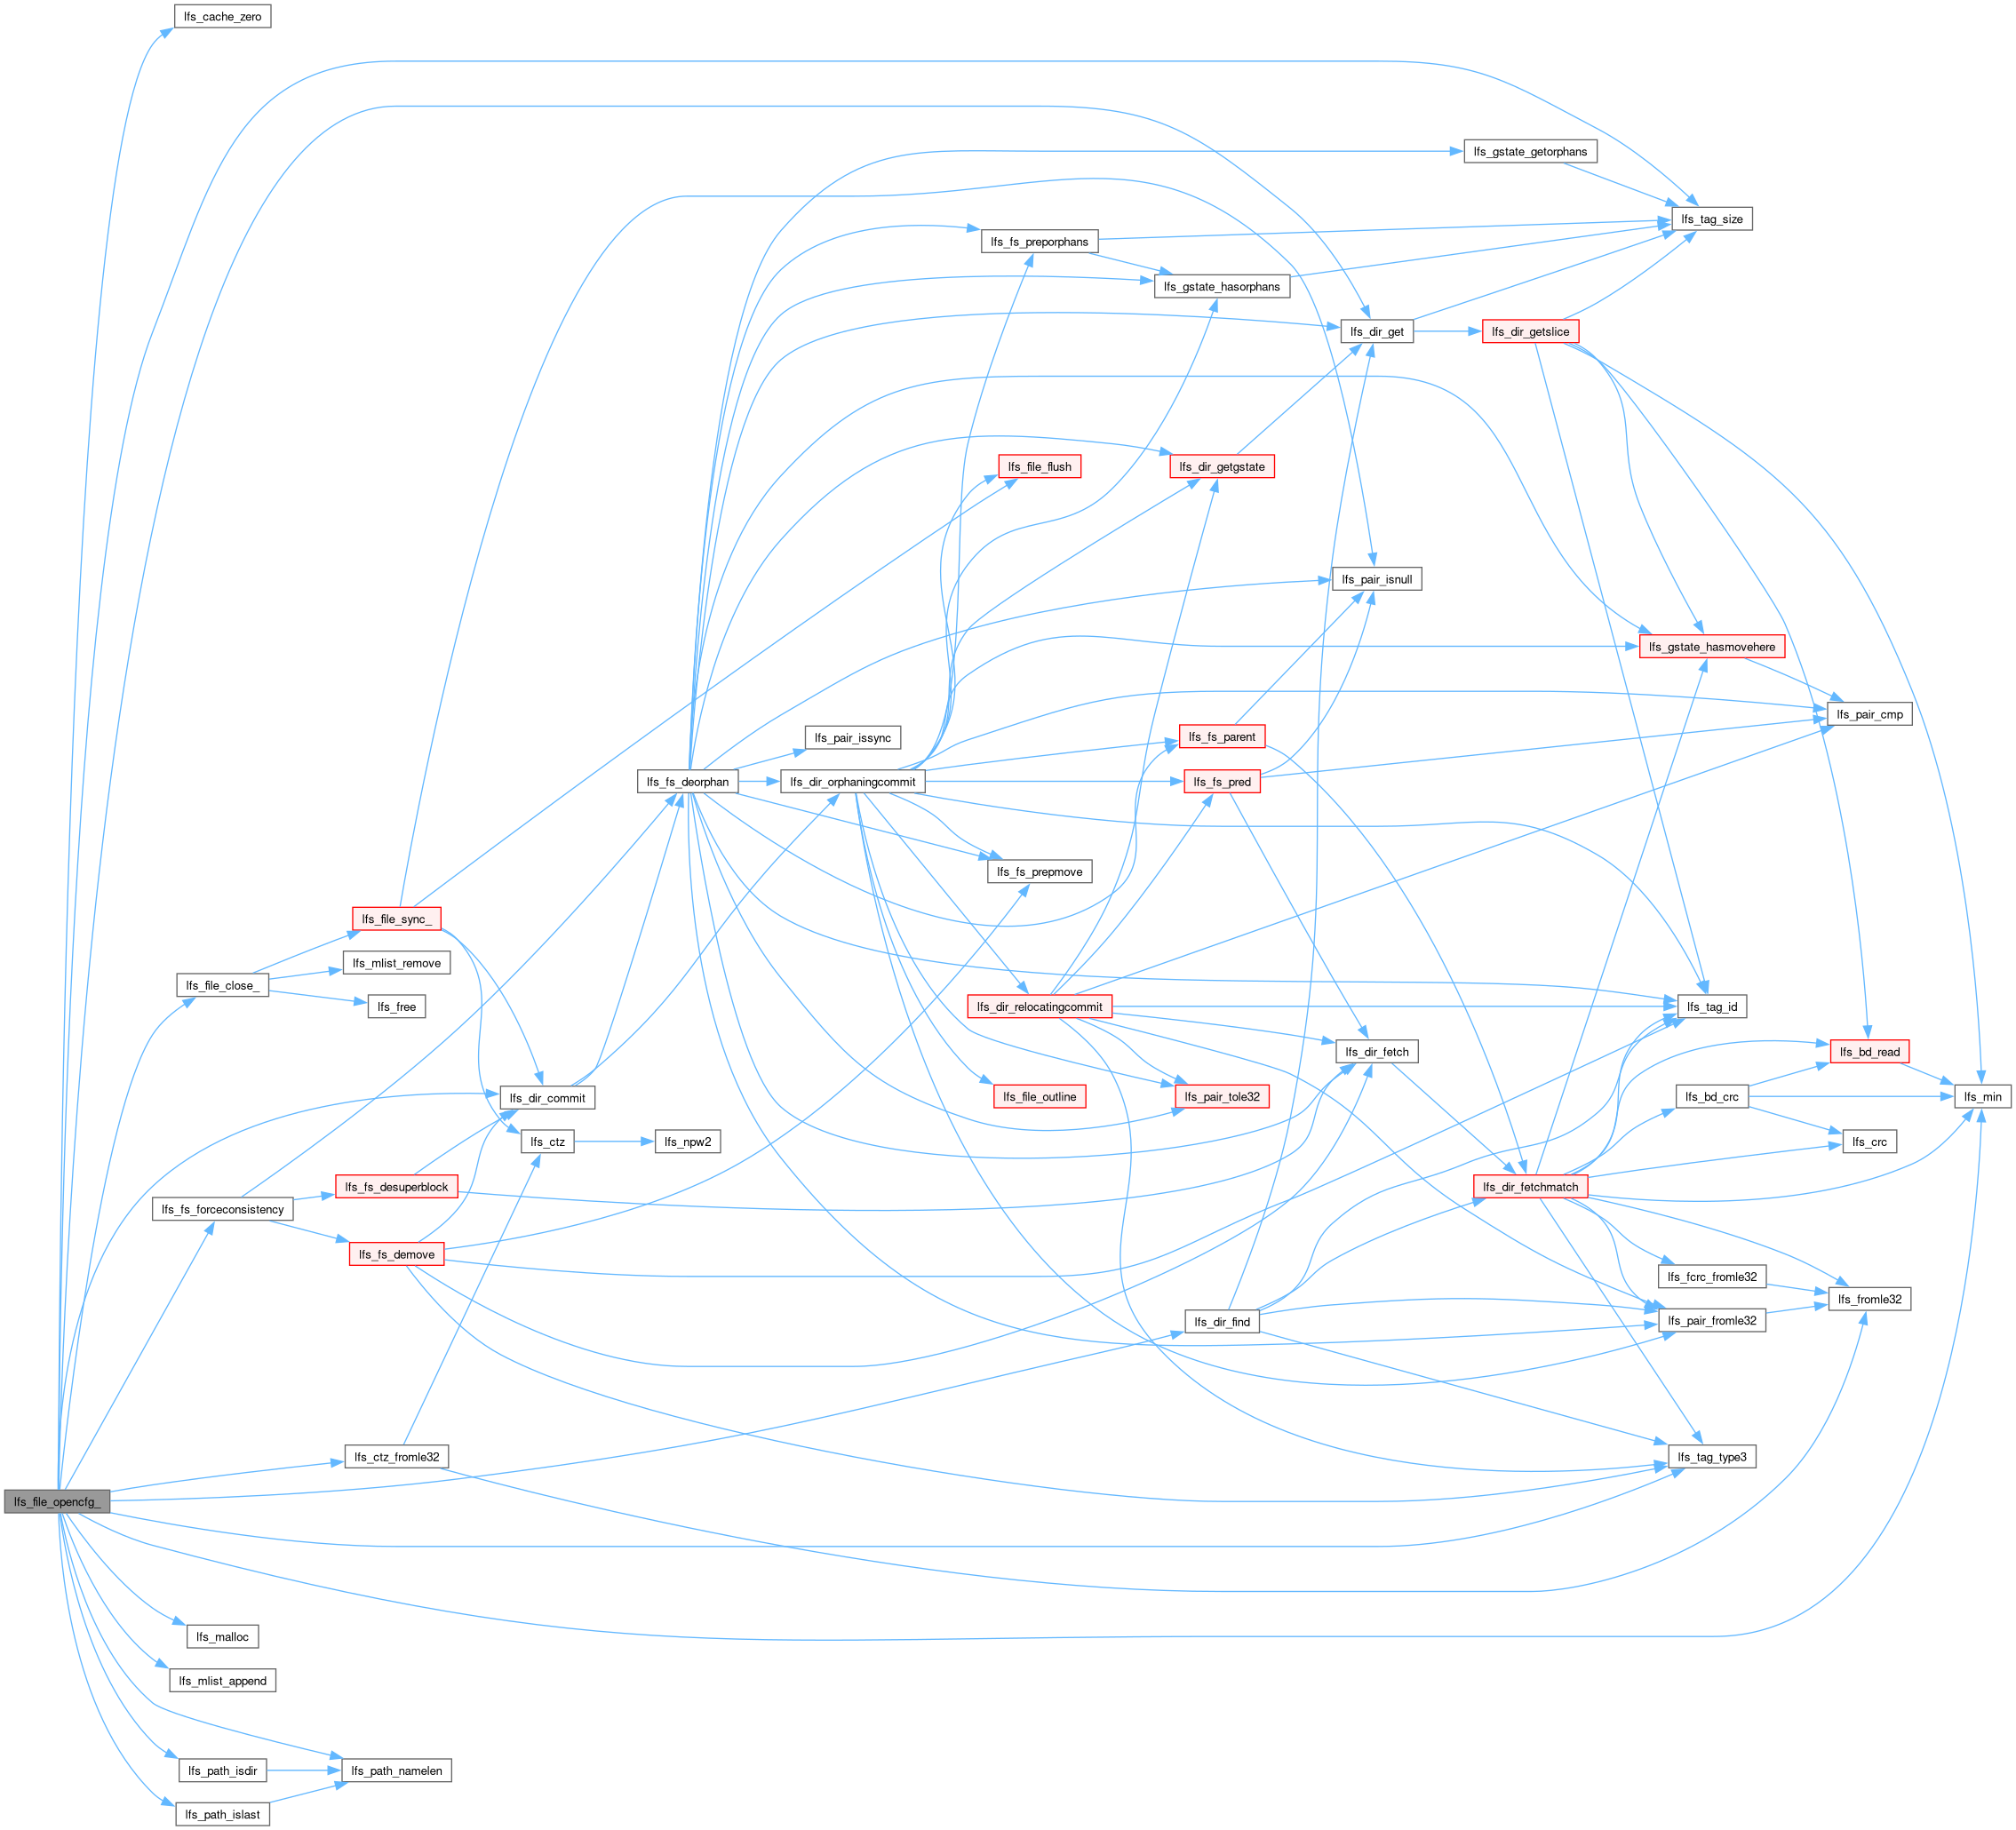 lfs_cache_zero
lfs_gstate_getorphans
lfs_tag_size
lfs_fs_preporphans
lfs_gstate_hasorphans
lfs_dir_get
lfs_dir_getslice
lfs_file_flush
lfs_dir_getgstate
lfs_pair_isnull
lfs_gstate_hasmovehere
lfs_pair_cmp
lfs_pair_issync
lfs_fs_parent
lfs_fs_deorphan
lfs_dir_orphaningcommit
lfs_fs_pred
lfs_fs_prepmove
lfs_file_sync_
lfs_mlist_remove
lfs_file_close_
lfs_free
lfs_dir_relocatingcommit
lfs_tag_id
lfs_dir_fetch
lfs_bd_read
lfs_dir_commit
lfs_file_outline
lfs_pair_tole32
lfs_bd_crc
lfs_min
lfs_ctz
lfs_npw2
lfs_crc
lfs_fs_desuperblock
lfs_dir_fetchmatch
lfs_fs_forceconsistency
lfs_fs_demove
lfs_fcrc_fromle32
lfs_fromle32
lfs_dir_find
lfs_pair_fromle32
lfs_ctz_fromle32
lfs_tag_type3
lfs_file_opencfg_
lfs_malloc
lfs_mlist_append
lfs_path_isdir
lfs_path_namelen
lfs_path_islast